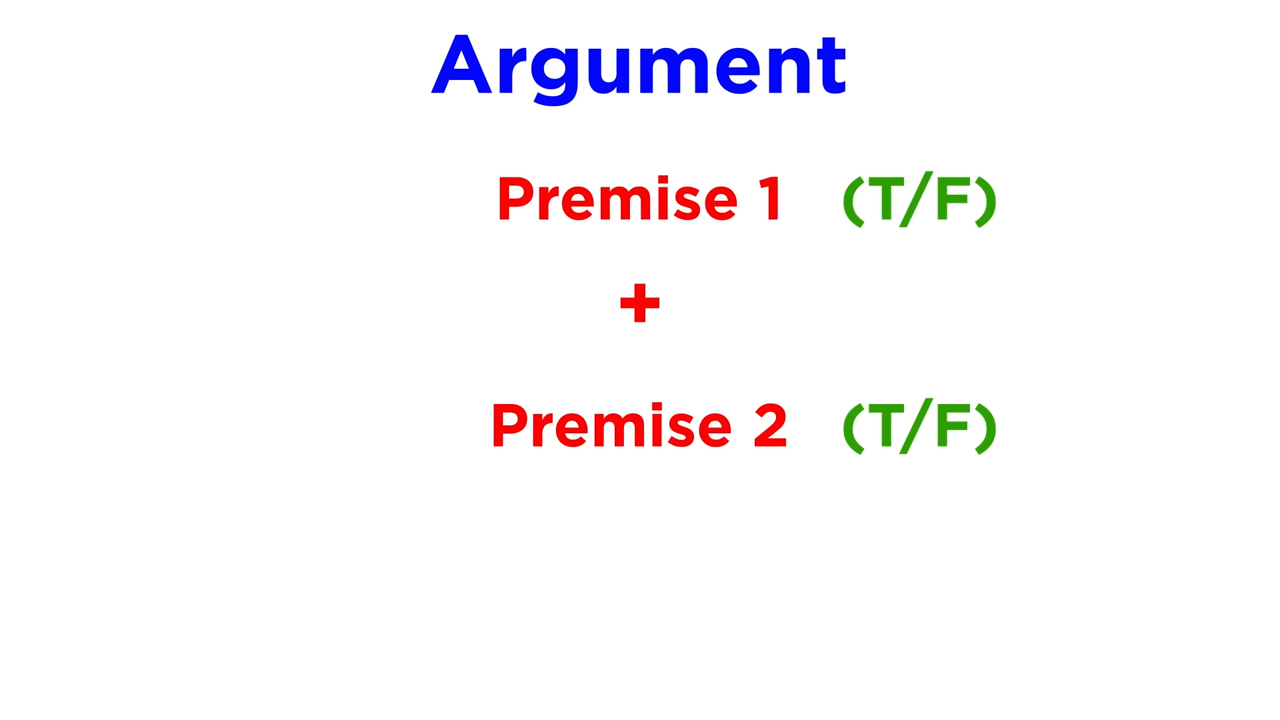 Argument
Premise 1 (T/F)
+
Premise 2 (T/F)